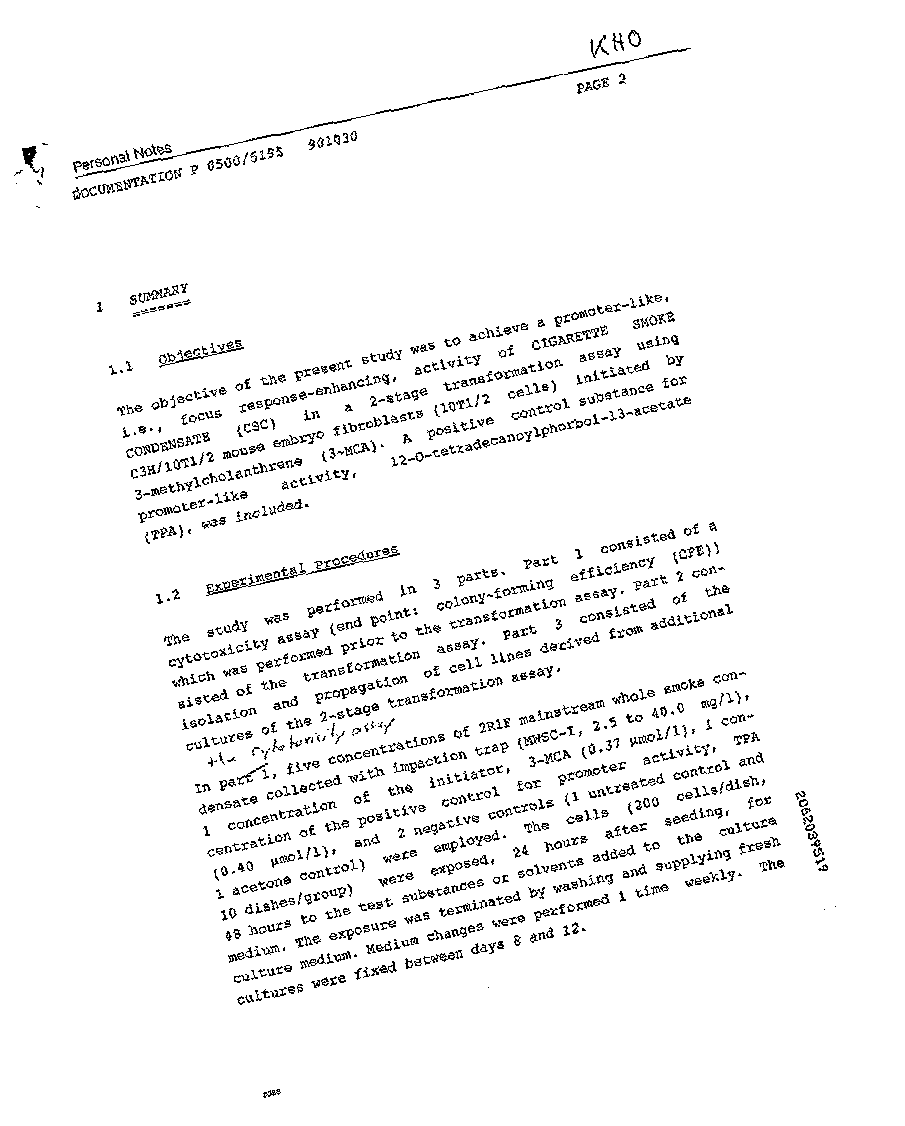 KHO
PAGE 2
Personal Notes
DOCUMENTATION P 0500/5195 901030
1 SUMMARY
=======
1.1 Objectives
The objective of the present study was to achieve a promoter-like,
i.e., focus response-enhancing, activity of CIGARETTE SMOKE
CONDENSATE (CSC) in a 2-stage transformation assay using
C3H/10T1/2 mouse embryo fibroblasts (10T1/2 cells) initiated by
3-methylcholanthrene (3-MCA). A positive control substance for
promoter-like activity, 12-O-tetradecanoylphorbol-13-acetate
(TPA), was included.
1.2 Experimental Procedures
The study was performed in 3 parts. Part 1 consisted of a
cytotoxicity assay (end point: colony-forming efficiency (CFE))
which was performed prior to the transformation assay. Part 2 con-
sisted of the transformation assay. Part 3 consisted of the
isolation and propagation of cell lines derived from additional
cultures of the 2-stage transformation assay.
the cytotoxicity assay
In part 1, five concentrations of 2R1F mainstream whole smoke con-
densate collected with impaction trap (MWSC-I, 2.5 to 40.0 mg/l),
1 concentration of the initiator, 3-MCA (0.37 µmol/l), 1 con-
centration of the positive control for promoter activity, TPA
(0.40 µmol/l), and 2 negative controls (1 untreated control and
1 acetone control) were employed. The cells (200 cells/dish,
10 dishes/group) were exposed, 24 hours after seeding, for
48 hours to the test substances or solvents added to the culture
medium. The exposure was terminated by washing and supplying fresh
culture medium. Medium changes were performed 1 time weekly. The
cultures were fixed between days 8 and 12.
2062039519